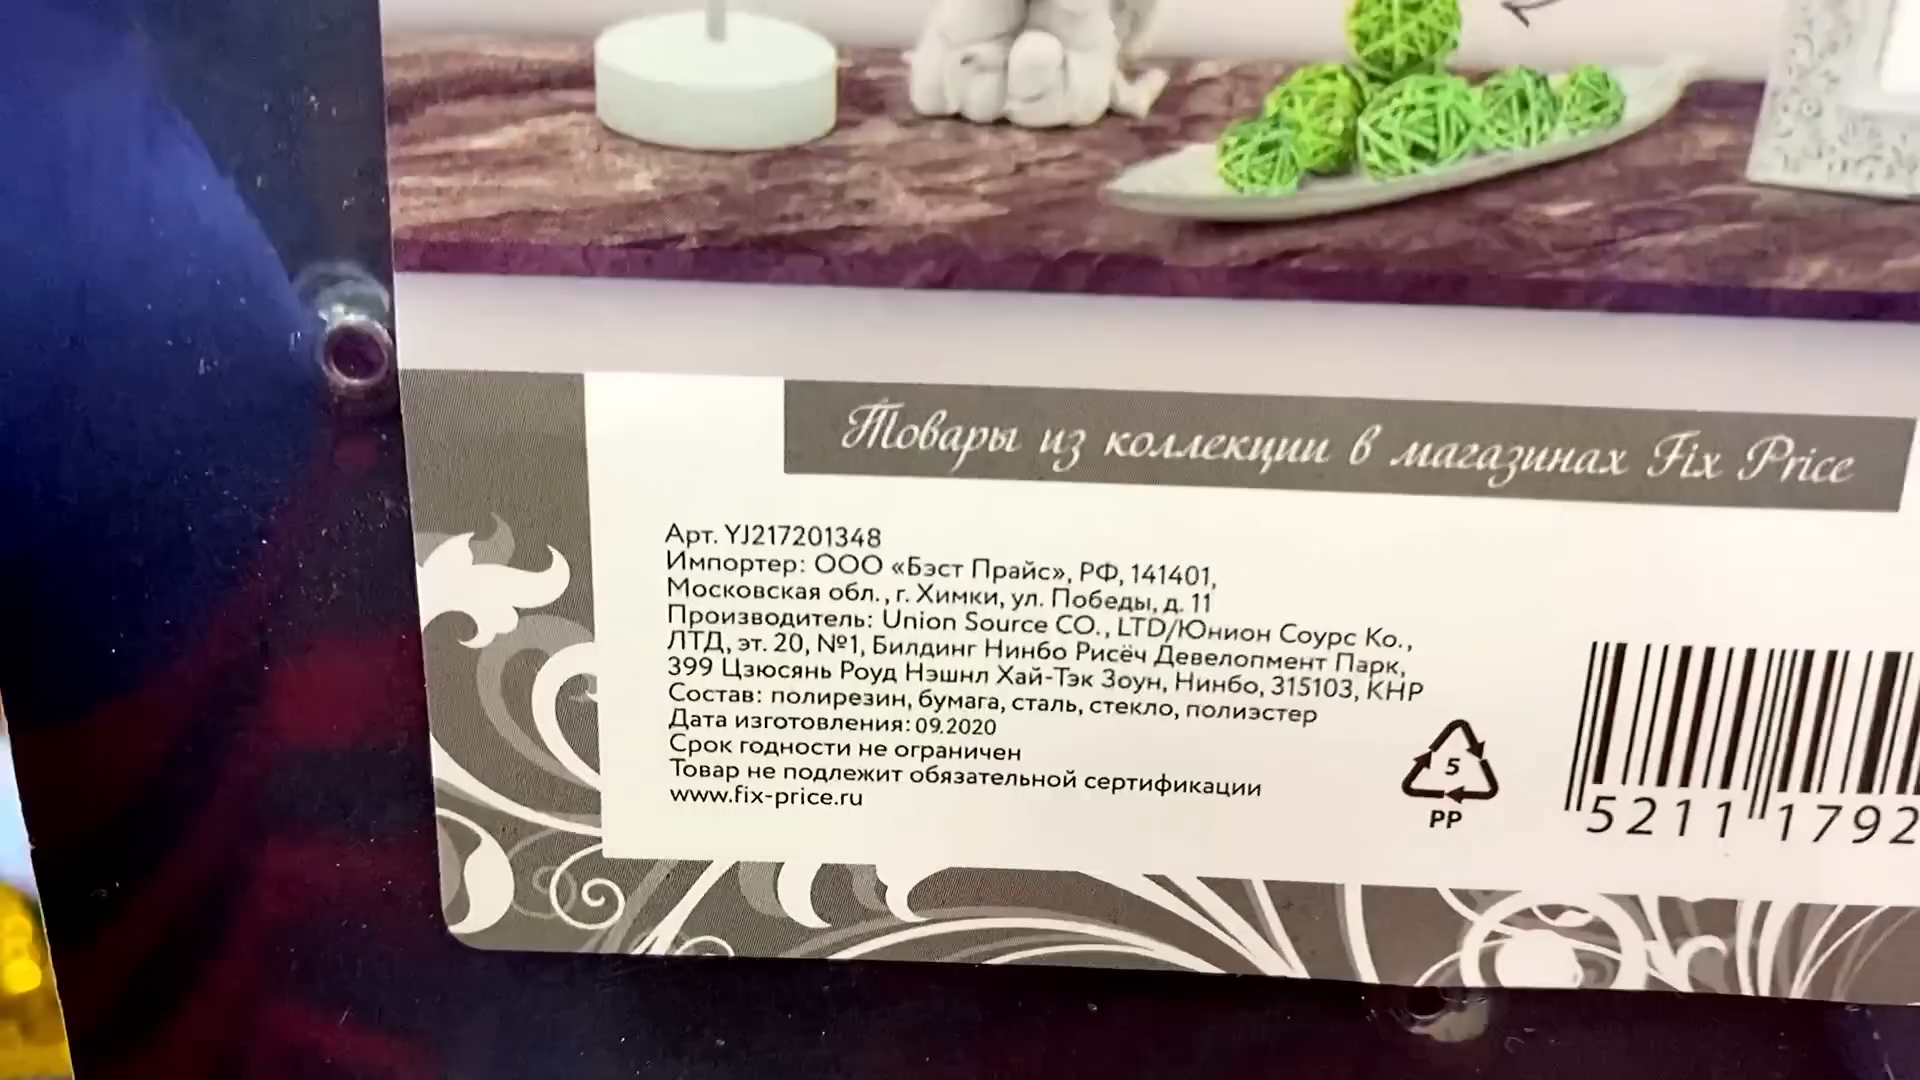 Товары из коллекции в магазинах Fix Price
Арт. YJ217201348
Импортер: ООО «Бэст Прайс», РФ, 141401,
Московская обл., г. Химки, ул. Победы, д. 11
Производитель: Union Source CO., LTD/Юнион Соурс Ко.,
ЛТД, эт. 20, №1, Билдинг Нинбо Рисёч Девелопмент Парк,
399 Цзюсянь Роуд Нэшнл Хай-Тэк Зоун, Нинбо, 315103, КНР
Состав: полирезин, бумага, сталь, стекло, полиэстер
Дата изготовления: 09.2020
Срок годности не ограничен
Товар не подлежит обязательной сертификации
www.fix-price.ru
5
PP
5211 1792